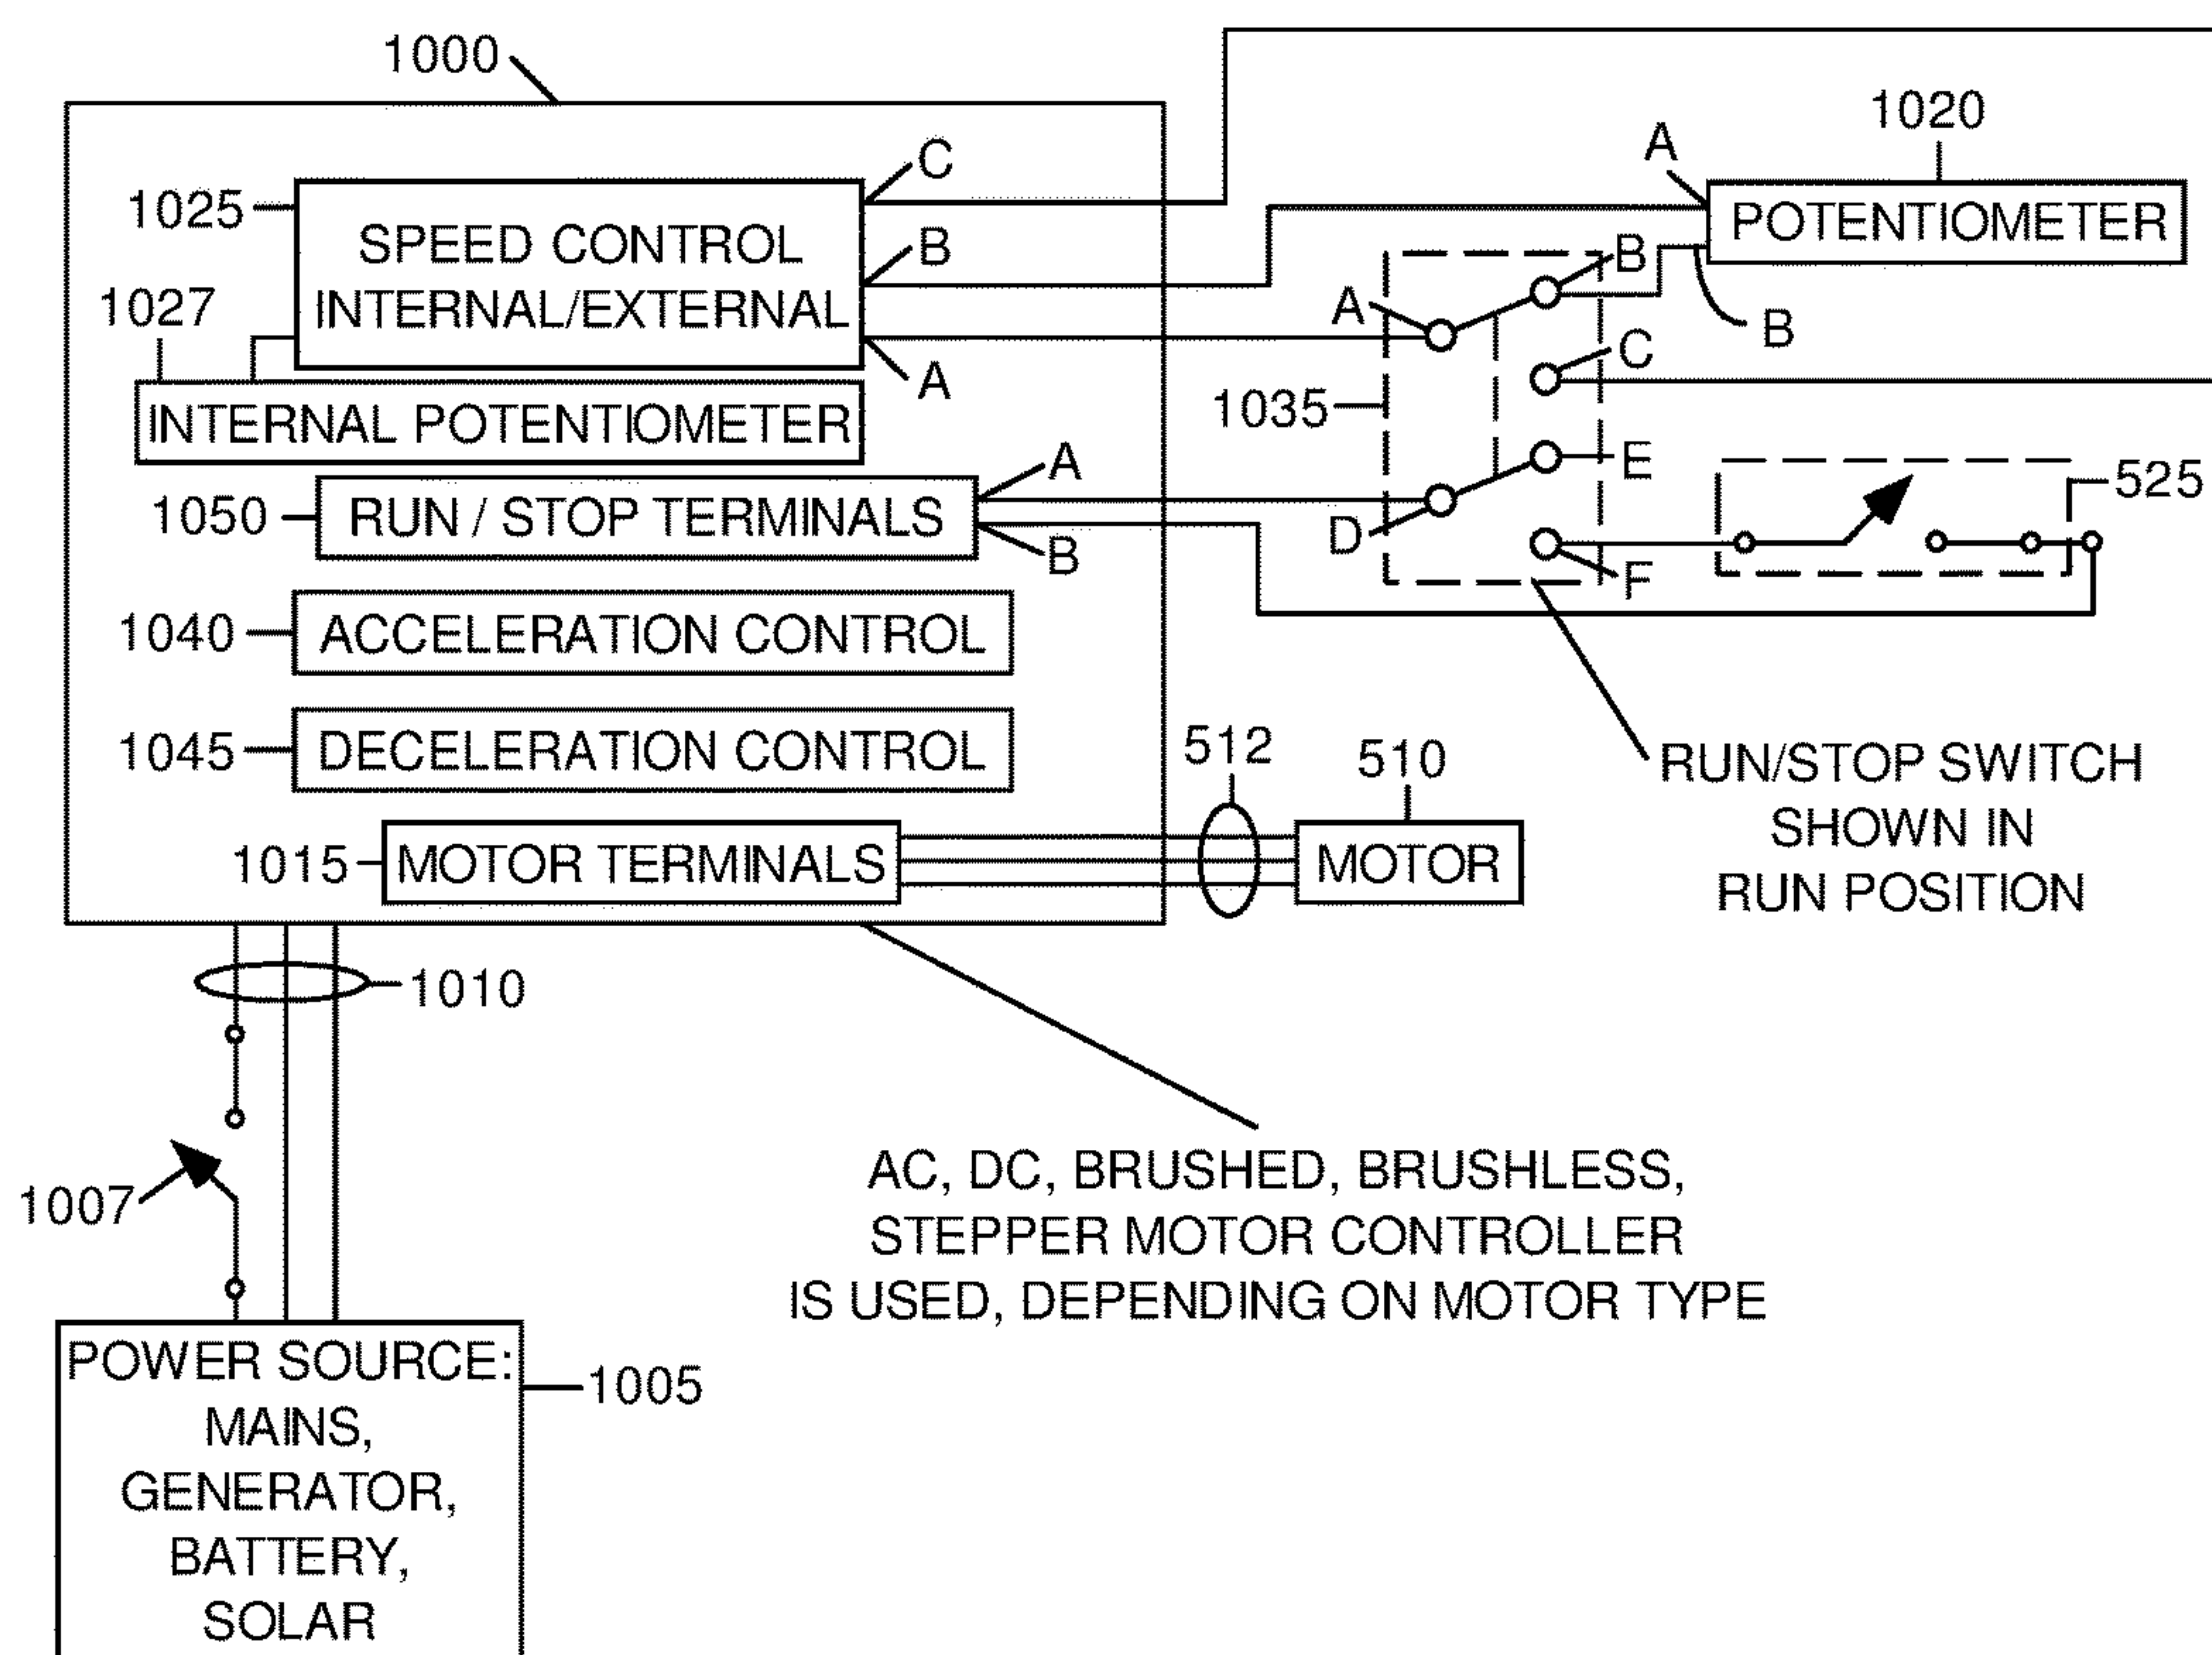 1000
C
1025
SPEED CONTROL
INTERNAL/EXTERNAL
B
A
1027
INTERNAL POTENTIOMETER
1050
RUN / STOP TERMINALS
A
B
1040
ACCELERATION CONTROL
1045
DECELERATION CONTROL
1015
MOTOR TERMINALS
512
510
MOTOR
1020
A
POTENTIOMETER
B
B
A
C
1035
E
D
F
525
RUN/STOP SWITCH
SHOWN IN
RUN POSITION
1010
1007
AC, DC, BRUSHED, BRUSHLESS,
STEPPER MOTOR CONTROLLER
IS USED, DEPENDING ON MOTOR TYPE
POWER SOURCE:
MAINS,
GENERATOR,
BATTERY,
SOLAR
1005